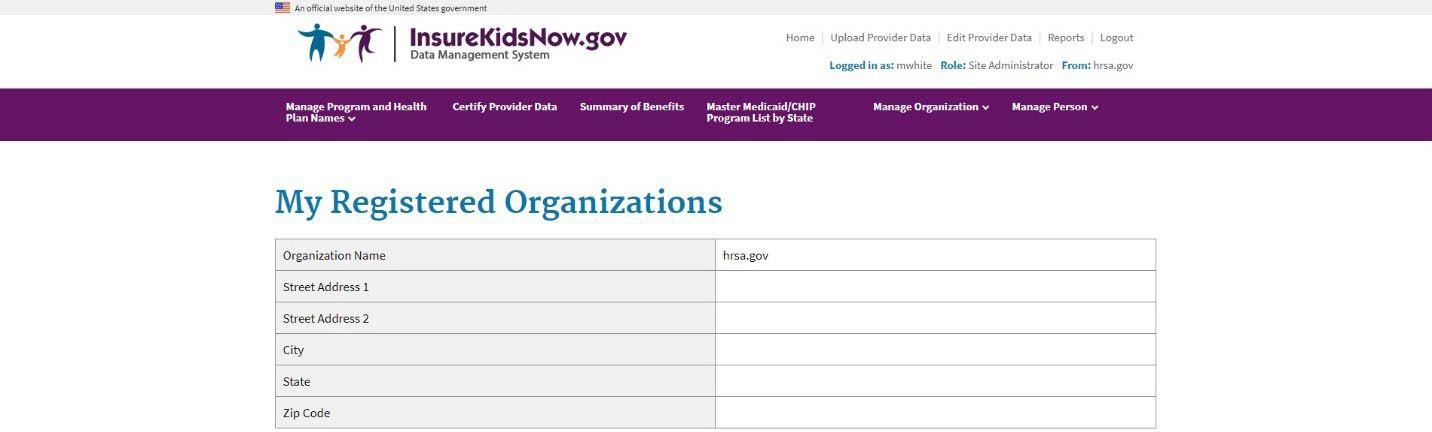 An official website of the United States government
InsureKidsNow.gov
Data Management System
Home | Upload Provider Data | Edit Provider Data | Reports | Logout
Logged in as: mwhite Role: Site Administrator From: hrsa.gov
Manage Program and Health Plan Names
Certify Provider Data
Summary of Benefits
Master Medicaid/CHIP Program List by State
Manage Organization
Manage Person
My Registered Organizations
Organization Name hrsa.gov
Street Address 1
Street Address 2
City
State
Zip Code